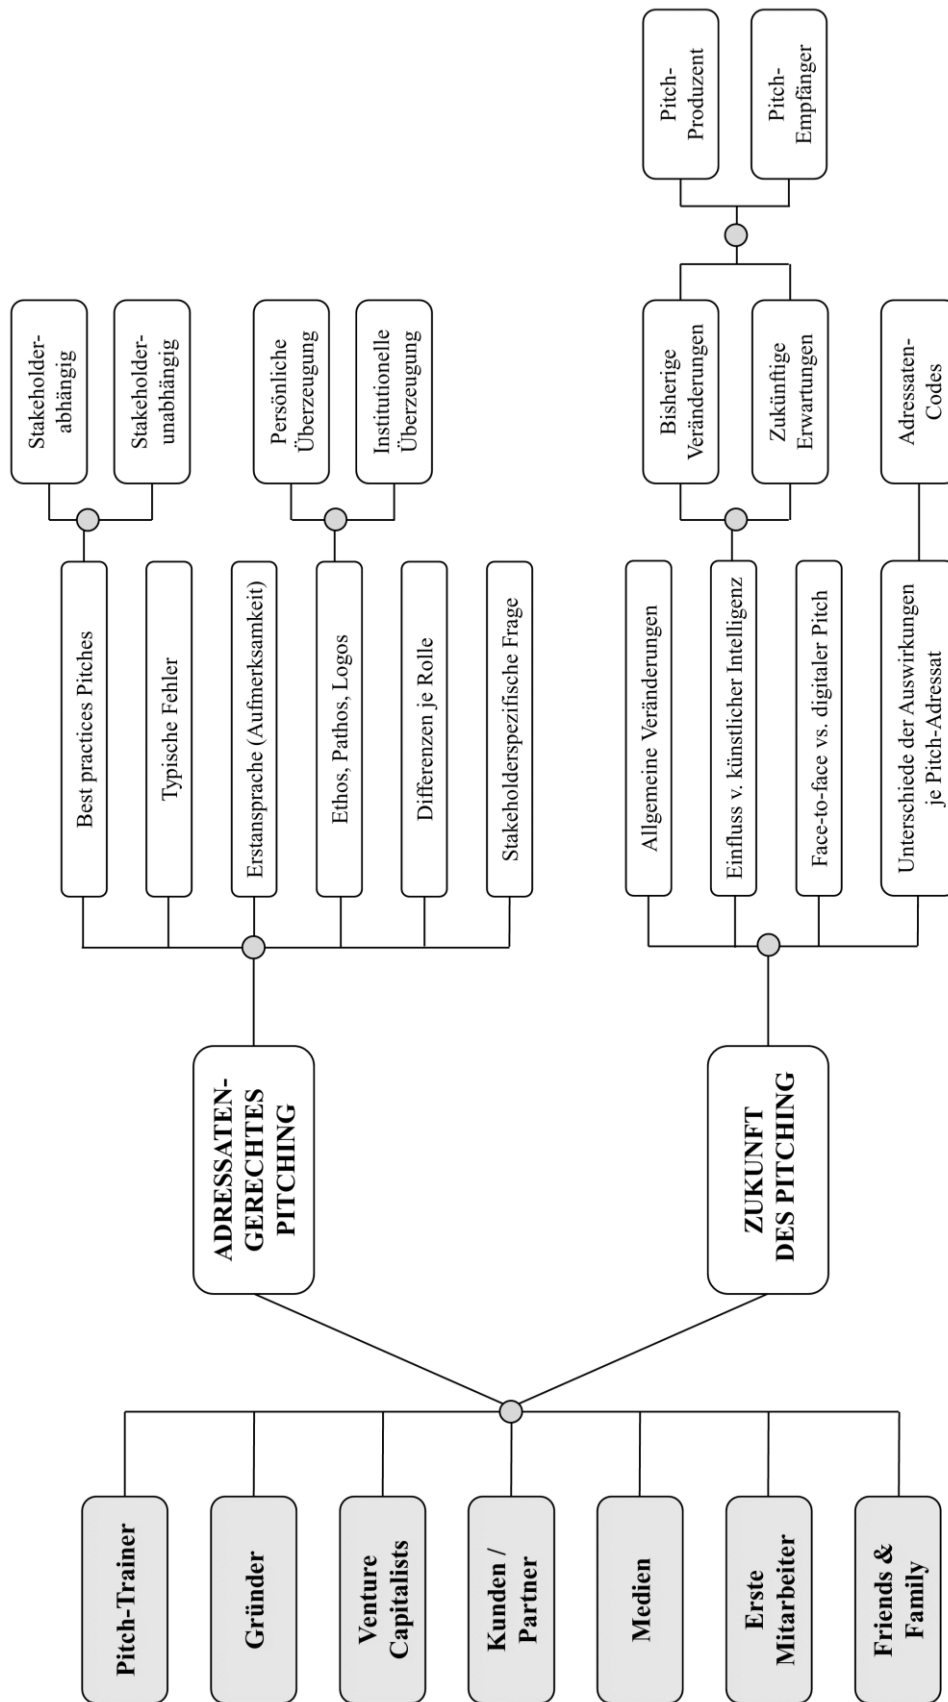 Pitch-Trainer
Gründer
Venture
Capitalists
Kunden /
Partner
Medien
Erste
Mitarbeiter
Friends &
Family
ADRESSATEN-
GERECHTES
PITCHING
ZUKUNFT
DES PITCHING
Best practices Pitches
Typische Fehler
Erstansprache (Aufmerksamkeit)
Ethos, Pathos, Logos
Differenzen je Rolle
Stakeholderspezifische Frage
Allgemeine Veränderungen
Einfluss v. künstlicher Intelligenz
Face-to-face vs. digitaler Pitch
Unterschiede der Auswirkungen
je Pitch-Adressat
Stakeholder-
abhängig
Stakeholder-
unabhängig
Persönliche
Überzeugung
Institutionelle
Überzeugung
Bisherige
Veränderungen
Zukünftige
Erwartungen
Adressaten-
Codes
Pitch-
Produzent
Pitch-
Empfänger